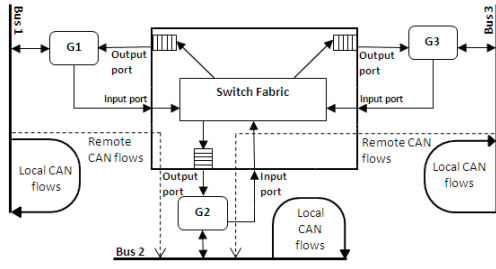 Bus 1
G1
Output
port
Input port
Switch Fabric
Output
port
G3
Bus 3
Input port
Remote
CAN flows
Remote
CAN flows
Local CAN
flows
Local CAN
flows
Output
port
Input
port
G2
Local
CAN
flows
Bus 2